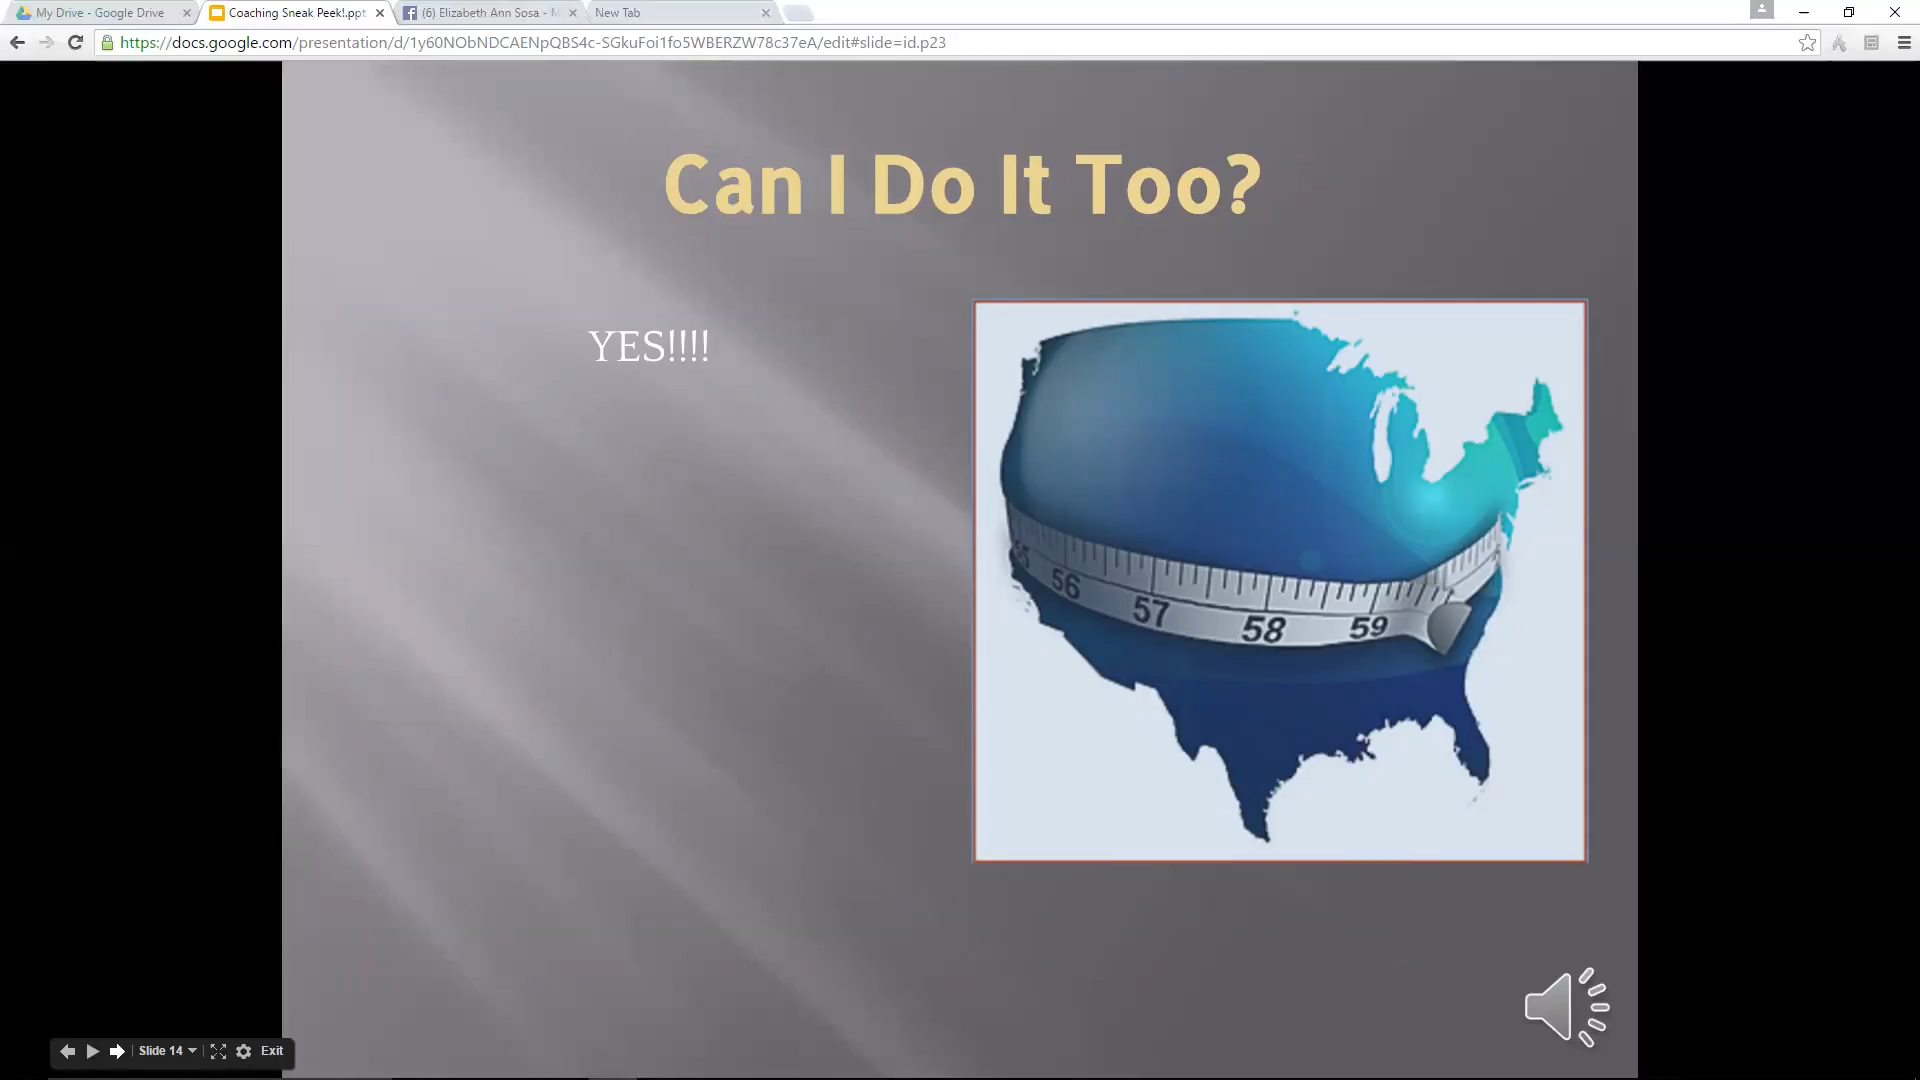 My Drive - Google Drive
Coaching Sneak Peek!.ppt
(6) Elizabeth Ann Sosa - M
New Tab
https://docs.google.com/presentation/d/1y60NObNDCAENpQBS4c-SGkuFoi1fo5WBERZW78c37eA/edit#slide=id.p23
Can I Do It Too?
YES!!!!
55 56 57 58 59
Slide 14
Exit